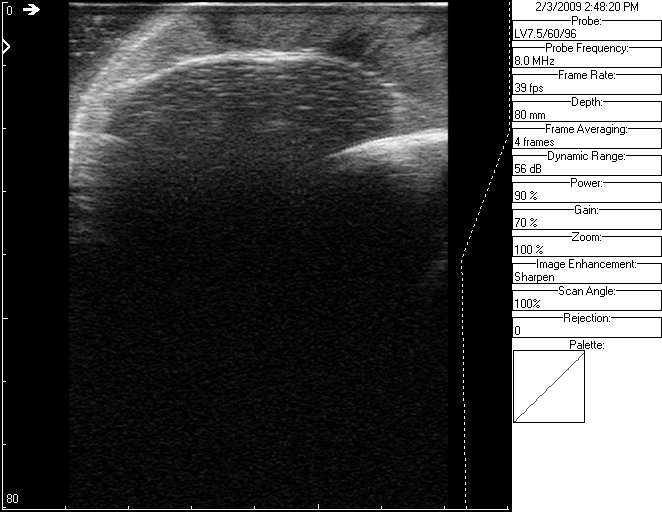 0
80
2/3/2009 2:48:20 PM
Probe:
LV7.5/60/96
Probe Frequency:
8.0 MHz
Frame Rate:
39 fps
Depth:
80 mm
Frame Averaging:
4 frames
Dynamic Range:
56 dB
Power:
90 %
Gain:
70 %
Zoom:
100 %
Image Enhancement:
Sharpen
Scan Angle:
100%
Rejection:
0
Palette: